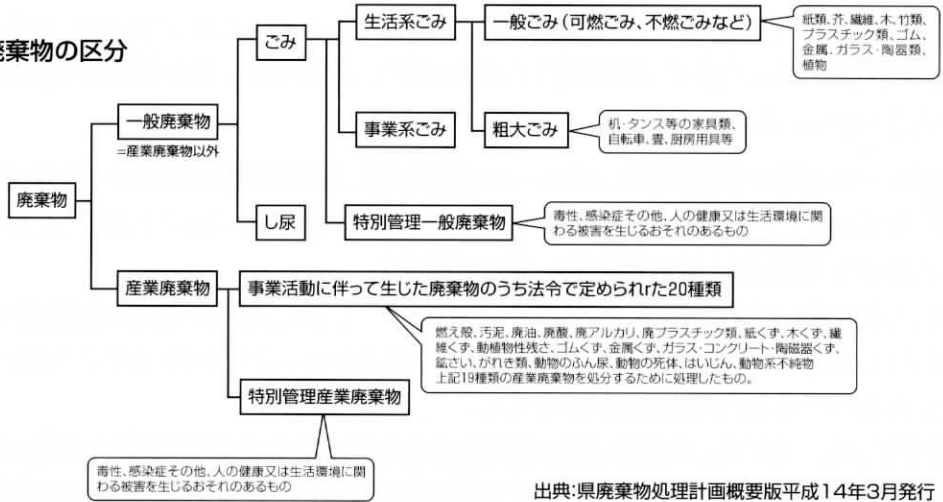 廃棄物の区分
廃棄物
一般廃棄物
=産業廃棄物以外
ごみ
生活系ごみ
一般ごみ(可燃ごみ、不燃ごみなど)
紙類、芥、繊維、木、竹類、
プラスチック類、ゴム、
金属、ガラス・陶器類、
植物
事業系ごみ
粗大ごみ
机・タンス等の家具類、
自転車、畳、厨房用具等
し尿
特別管理一般廃棄物
毒性、感染症その他、人の健康又は生活環境に関
わる被害を生じるおそれのあるもの
産業廃棄物
事業活動に伴って生じた廃棄物のうち法令で定められrた20種類
燃え殻、汚泥、廃油、廃酸、廃アルカリ、廃プラスチック類、紙くず、木くず、繊
維くず、動植物性残さ、ゴムくず、金属くず、ガラス・コンクリート・陶磁器くず、
鉱さい、がれき類、動物のふん尿、動物の死体、はいじん、動物系不純物
上記19種類の産業廃棄物を処分するために処理したもの。
特別管理産業廃棄物
毒性、感染症その他、人の健康又は生活環境に関
わる被害を生じるおそれのあるもの
出典:県廃棄物処理計画概要版平成14年3月発行